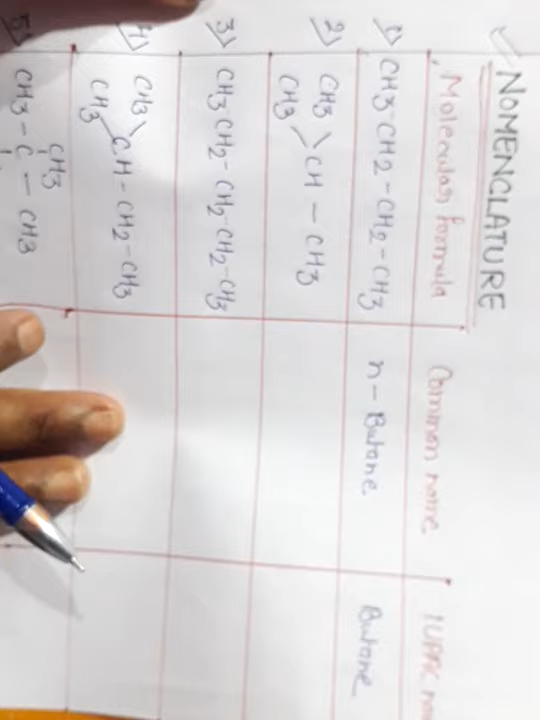 NOMENCLATURE
Molecular formula Common name IUPAC
1) CH3-CH2-CH2-CH3 n-Butane Butane
2) CH3
CH3 > CH - CH3
3) CH3 CH2-CH2-CH2-CH3
4) CH3
CH3 > CH-CH2-CH3
5) CH3
CH3 - C - CH3